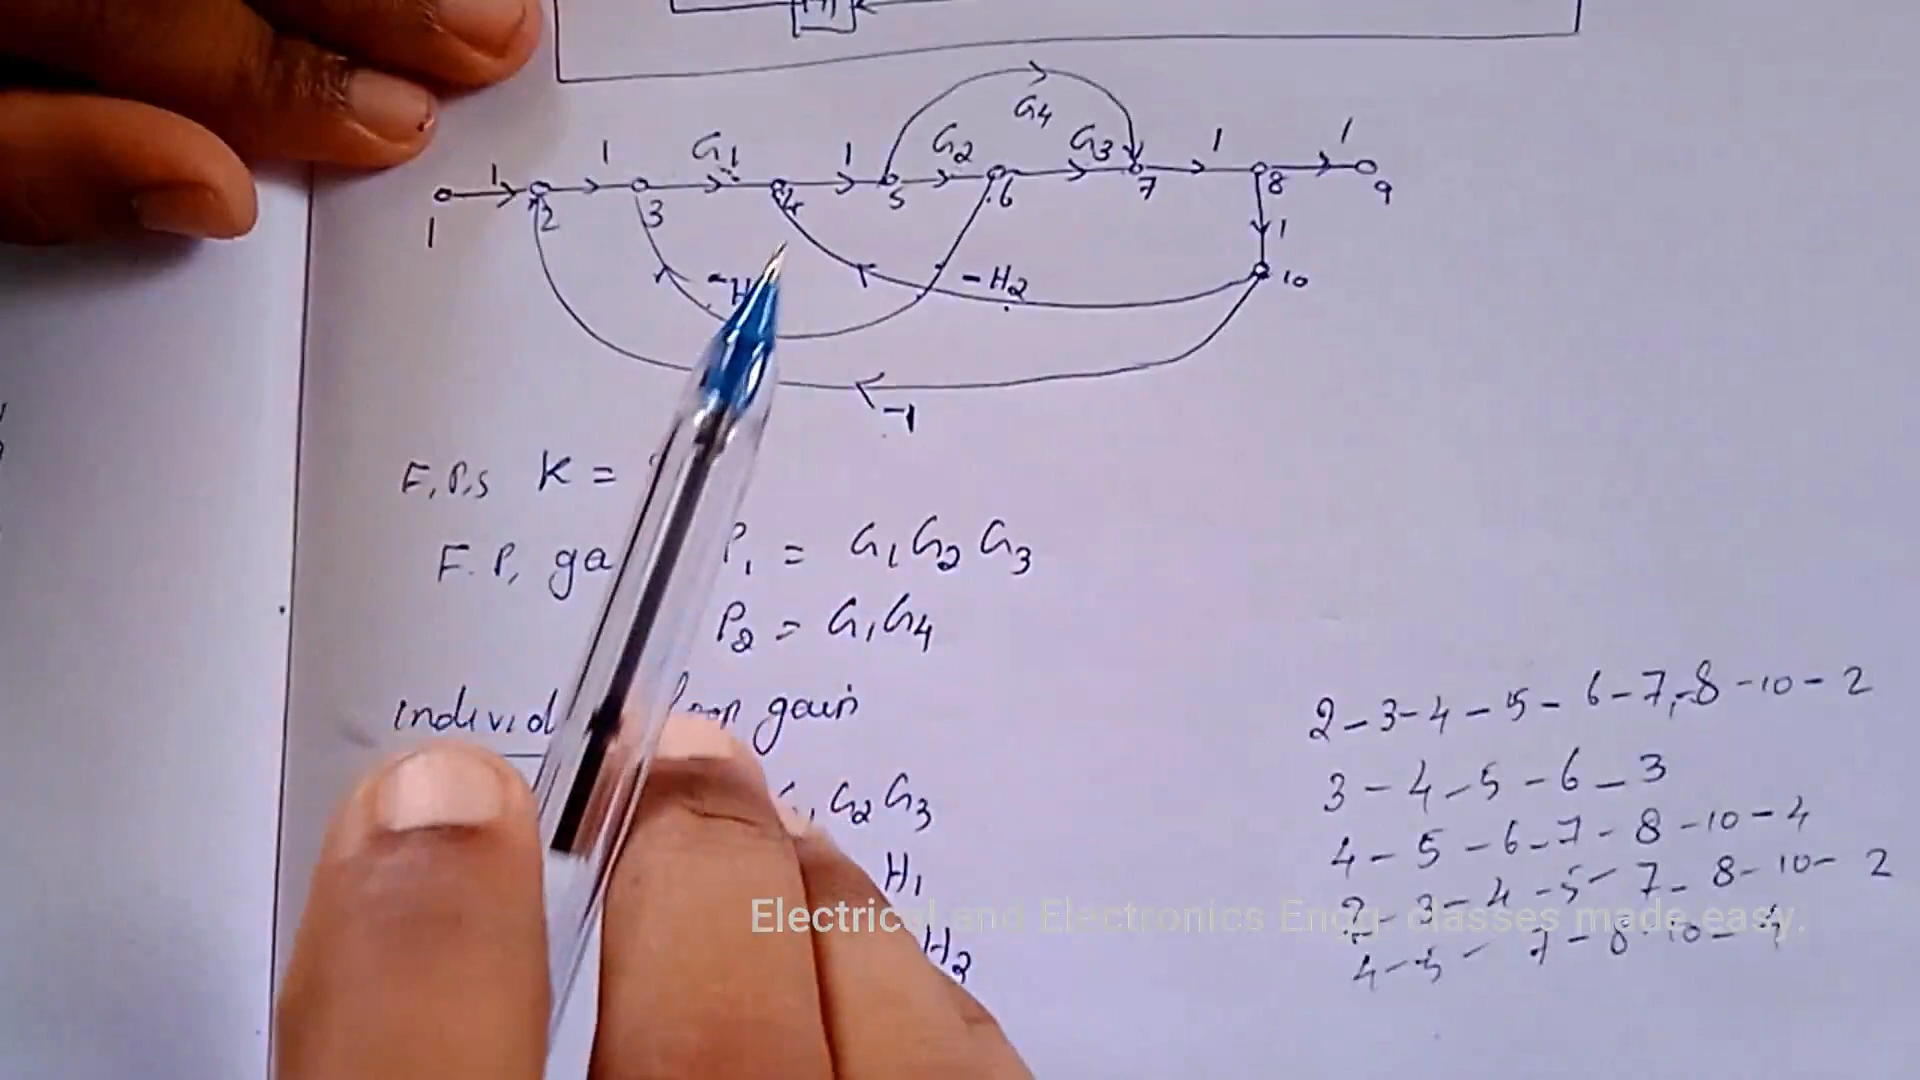 G4
1 1 G1 1 G2 G3 1 1
1 2 3 4 5 6 7 8 9
1
-H2 10
-1
F.P.s K =
F.P. ga P1 = G1G2G3
P2 = G1G4
individ loop gain
G2G3
H1
H2
2-3-4-5-6-7-8-10-2
3-4-5-6-3
4-5-6-7-8-10-4
2-3-4-5-7-8-10-2
4-5-7-8-10-4
Electrical and Electronics Engg. classes made easy.